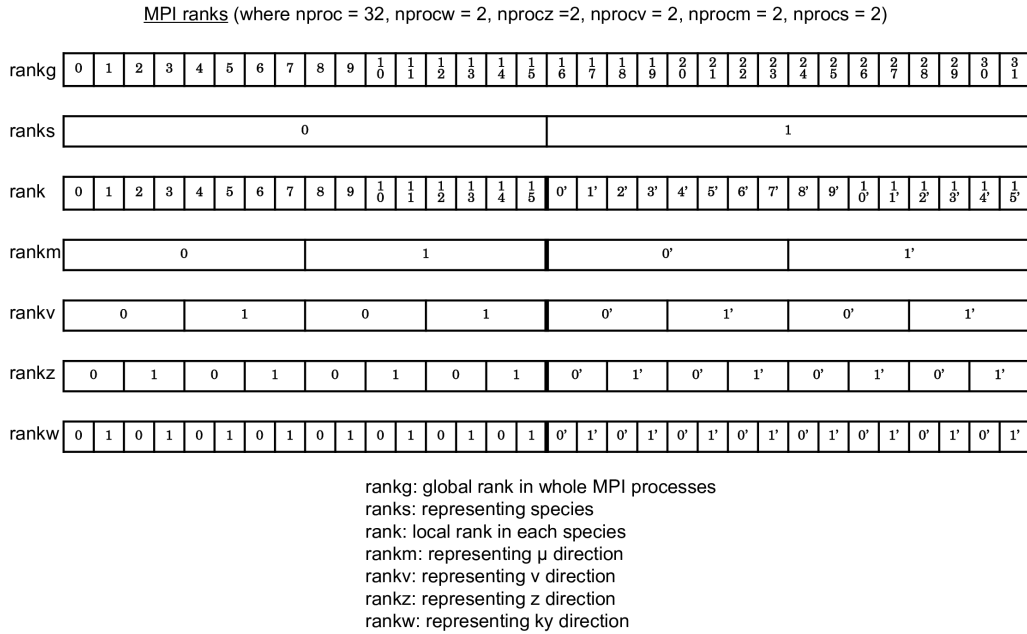 MPI ranks (where nproc = 32, nprocw = 2, nprocz =2, nprocv = 2, nprocm = 2, nprocs = 2)
rankg 0 1 2 3 4 5 6 7 8 9 10 11 12 13 14 15 16 17 18 19 20 21 22 23 24 25 26 27 28 29 30 31
ranks 0 1
rank 0 1 2 3 4 5 6 7 8 9 10 11 12 13 14 15 0’ 1’ 2’ 3’ 4’ 5’ 6’ 7’ 8’ 9’ 10’ 11’ 12’ 13’ 14’ 15’
rankm 0 1 0’ 1’
rankv 0 1 0 1 0’ 1’ 0’ 1’
rankz 0 1 0 1 0 1 0 1 0’ 1’ 0’ 1’ 0’ 1’ 0’ 1’
rankw 0 1 0 1 0 1 0 1 0 1 0 1 0 1 0 1 0’ 1’ 0’ 1’ 0’ 1’ 0’ 1’ 0’ 1’ 0’ 1’ 0’ 1’ 0’ 1’
rankg: global rank in whole MPI processes
ranks: representing species
rank: local rank in each species
rankm: representing μ direction
rankv: representing v direction
rankz: representing z direction
rankw: representing ky direction